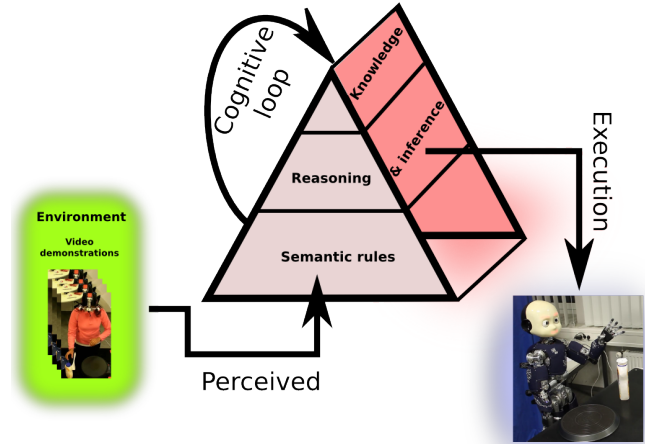 Cognitive
loop
Knowledge
& inference
Execution
Reasoning
Semantic rules
Environment
Video
demonstrations
Perceived